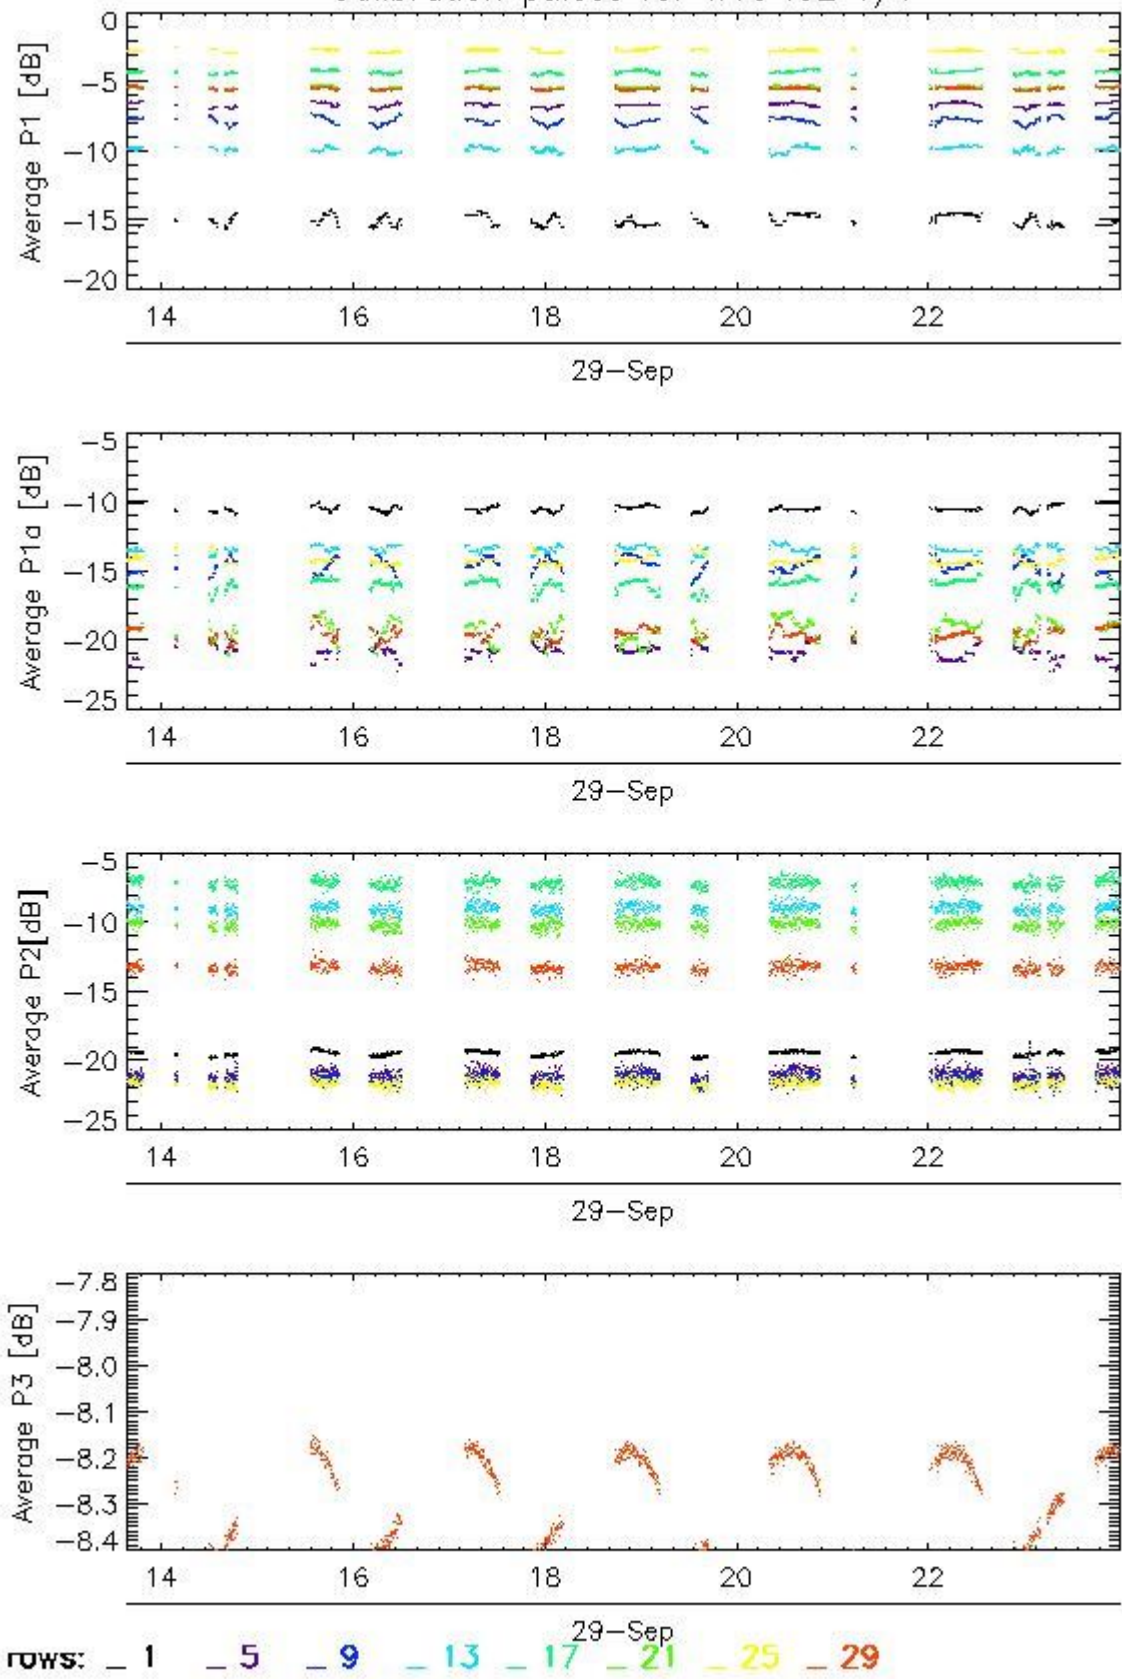 0
−5
−10
−15
−20
Average P1 [dB]
14 16 18 20 22
29−Sep
−5
−10
−15
−20
−25
Average P1a [dB]
14 16 18 20 22
29−Sep
−5
−10
−15
−20
−25
Average P2[dB]
14 16 18 20 22
29−Sep
−7.8
−7.9
−8.0
−8.1
−8.2
−8.3
−8.4
Average P3 [dB]
14 16 18 20 22
29−Sep
rows: _ 1 _ 5 _ 9 _ 13 _ 17 _ 21 _ 25 _ 29